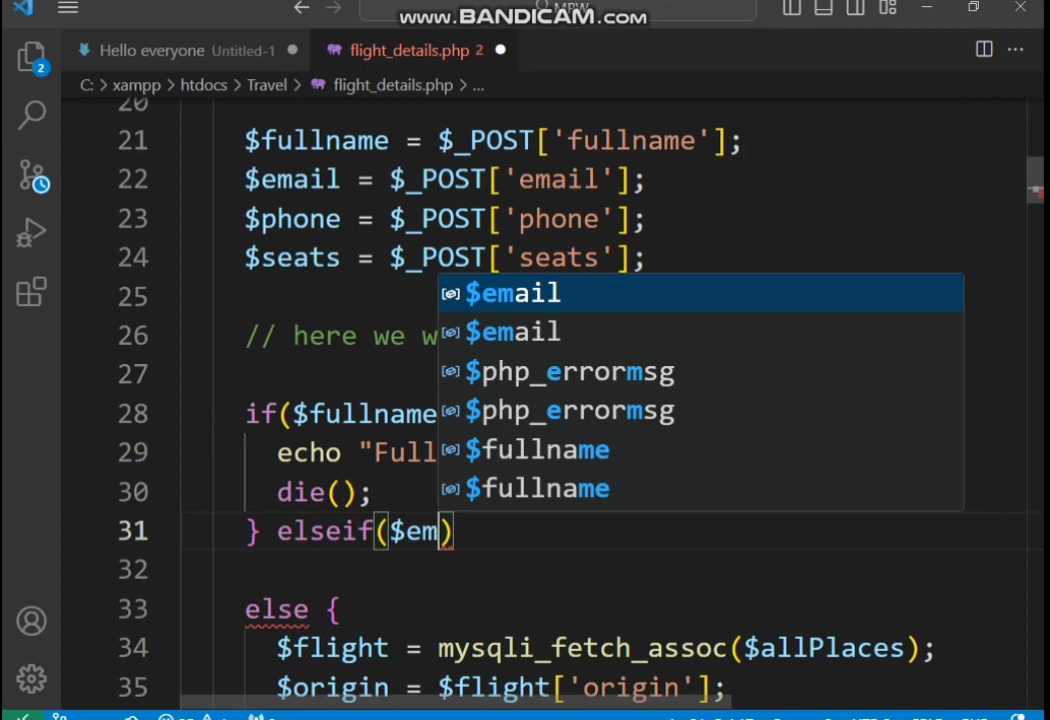 MBW
www.BANDICAM.com
Hello everyone Untitled-1
flight_details.php 2
2
C: > xampp > htdocs > Travel > flight_details.php > ...
20
21 $fullname = $_POST['fullname'];
22 $email = $_POST['email'];
23 $phone = $_POST['phone'];
24 $seats = $_POST['seats'];
25 $email
26 // here we w $email
27 $php_errormsg
28 if($fullname $php_errormsg
29 echo "Full $fullname
30 die(); $fullname
31 } elseif($em)
32
33 else {
34 $flight = mysqli_fetch_assoc($allPlaces);
35 $origin = $flight['origin'];